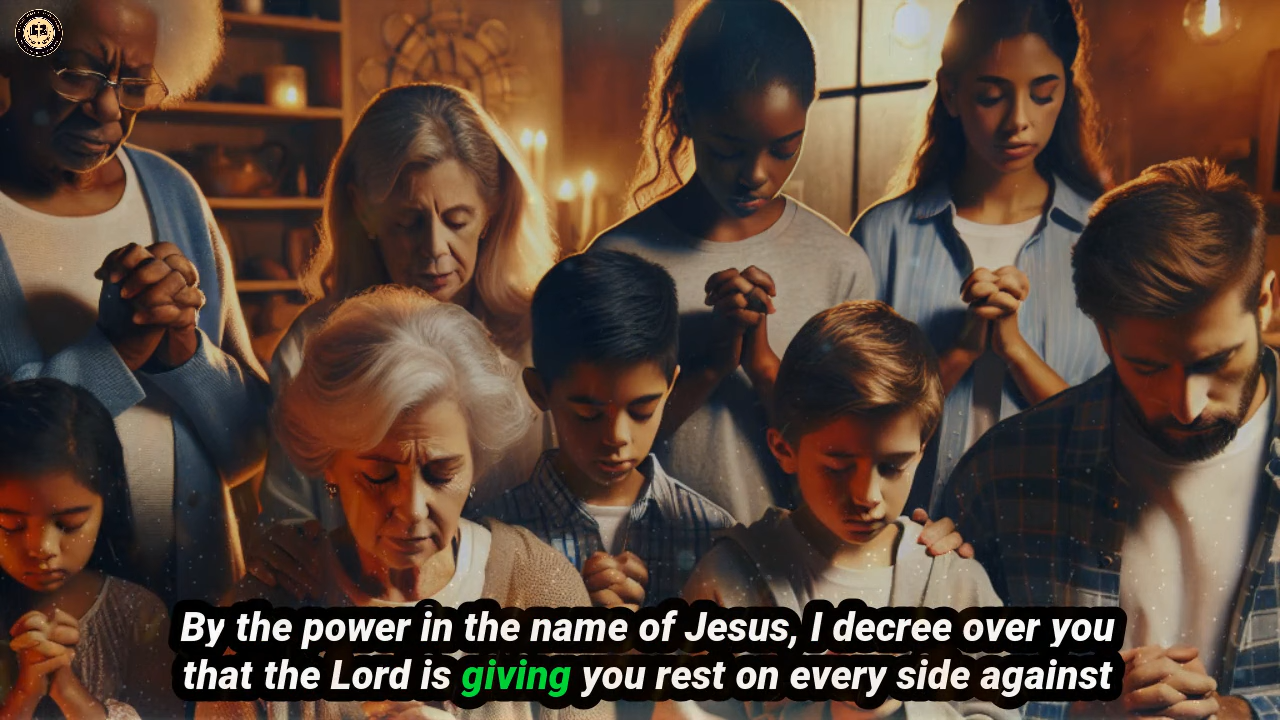 By the power in the name of Jesus, I decree over you
that the Lord is giving you rest on every side against